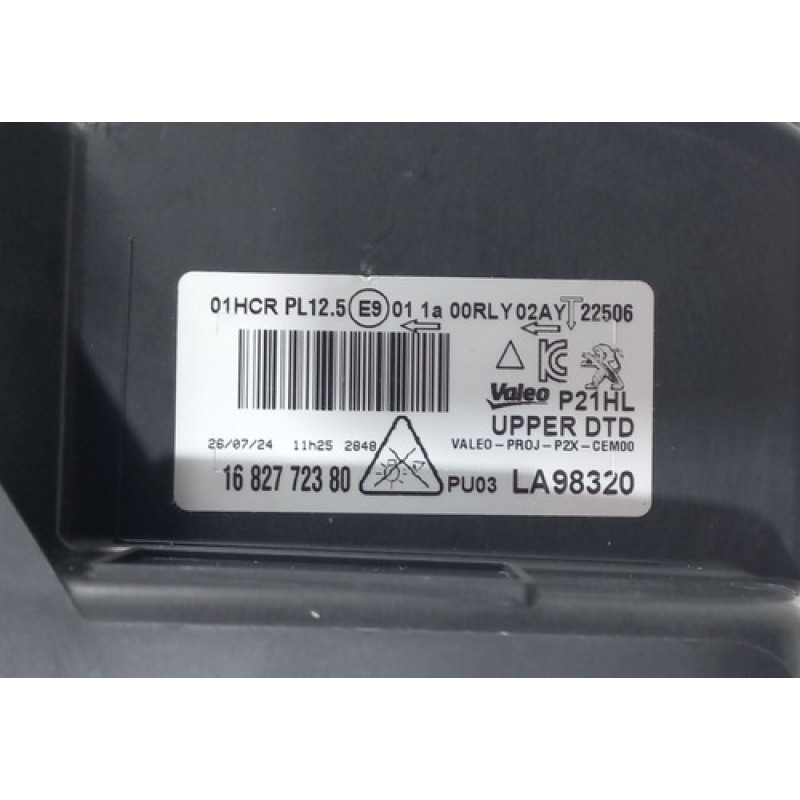 01HCR PL12.5 E9 01 1a 00RLY 02AY T 22506
KC
Valeo P21HL
UPPER DTD
26/07/24 11h25 2848 VALEO-PROJ-P2X-CEM00
16 827 723 80 PU03 LA98320